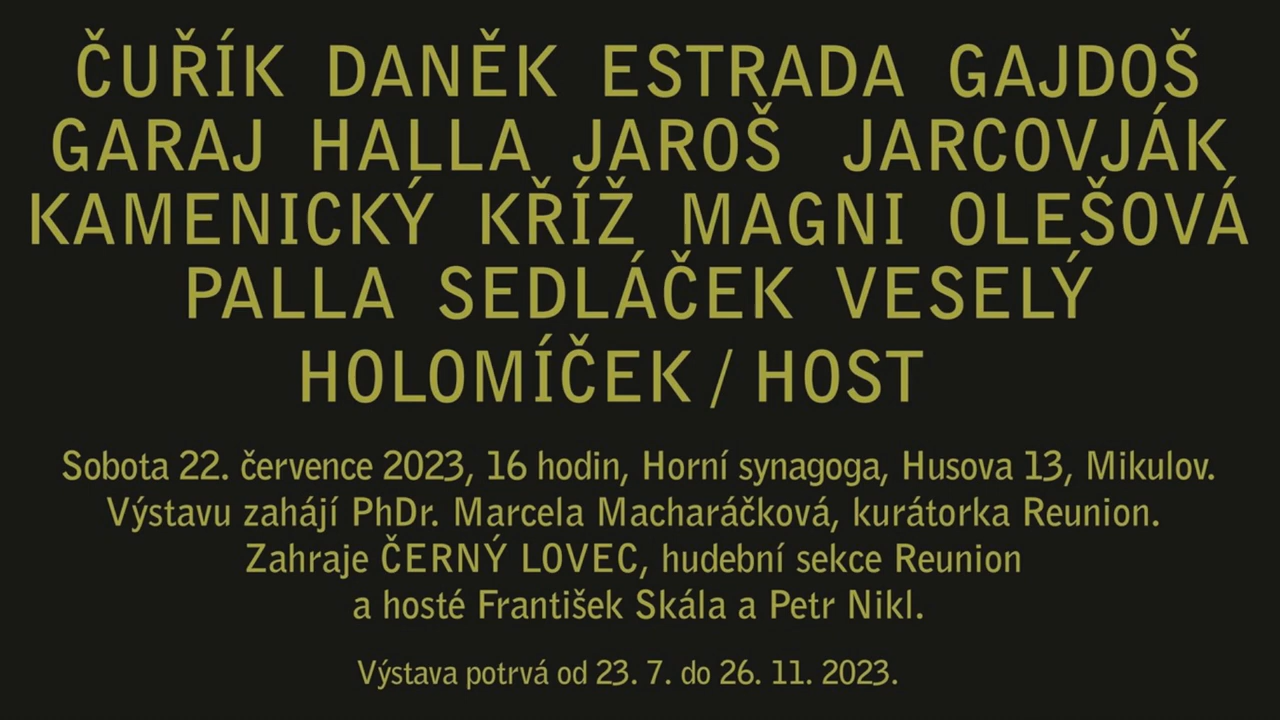 ČUŘÍK DANĚK ESTRADA GAJDOŠ
GARAJ HALLA JAROŠ JARCOVJÁK
KAMENICKÝ KŘÍŽ MAGNI OLEŠOVÁ
PALLA SEDLÁČEK VESELÝ
HOLOMÍČEK / HOST
Sobota 22. července 2023, 16 hodin, Horní synagoga, Husova 13, Mikulov.
Výstavu zahájí PhDr. Marcela Macharáčková, kurátorka Reunion.
Zahraje ČERNÝ LOVEC, hudební sekce Reunion
a hosté František Skála a Petr Nikl.
Výstava potrvá od 23. 7. do 26. 11. 2023.